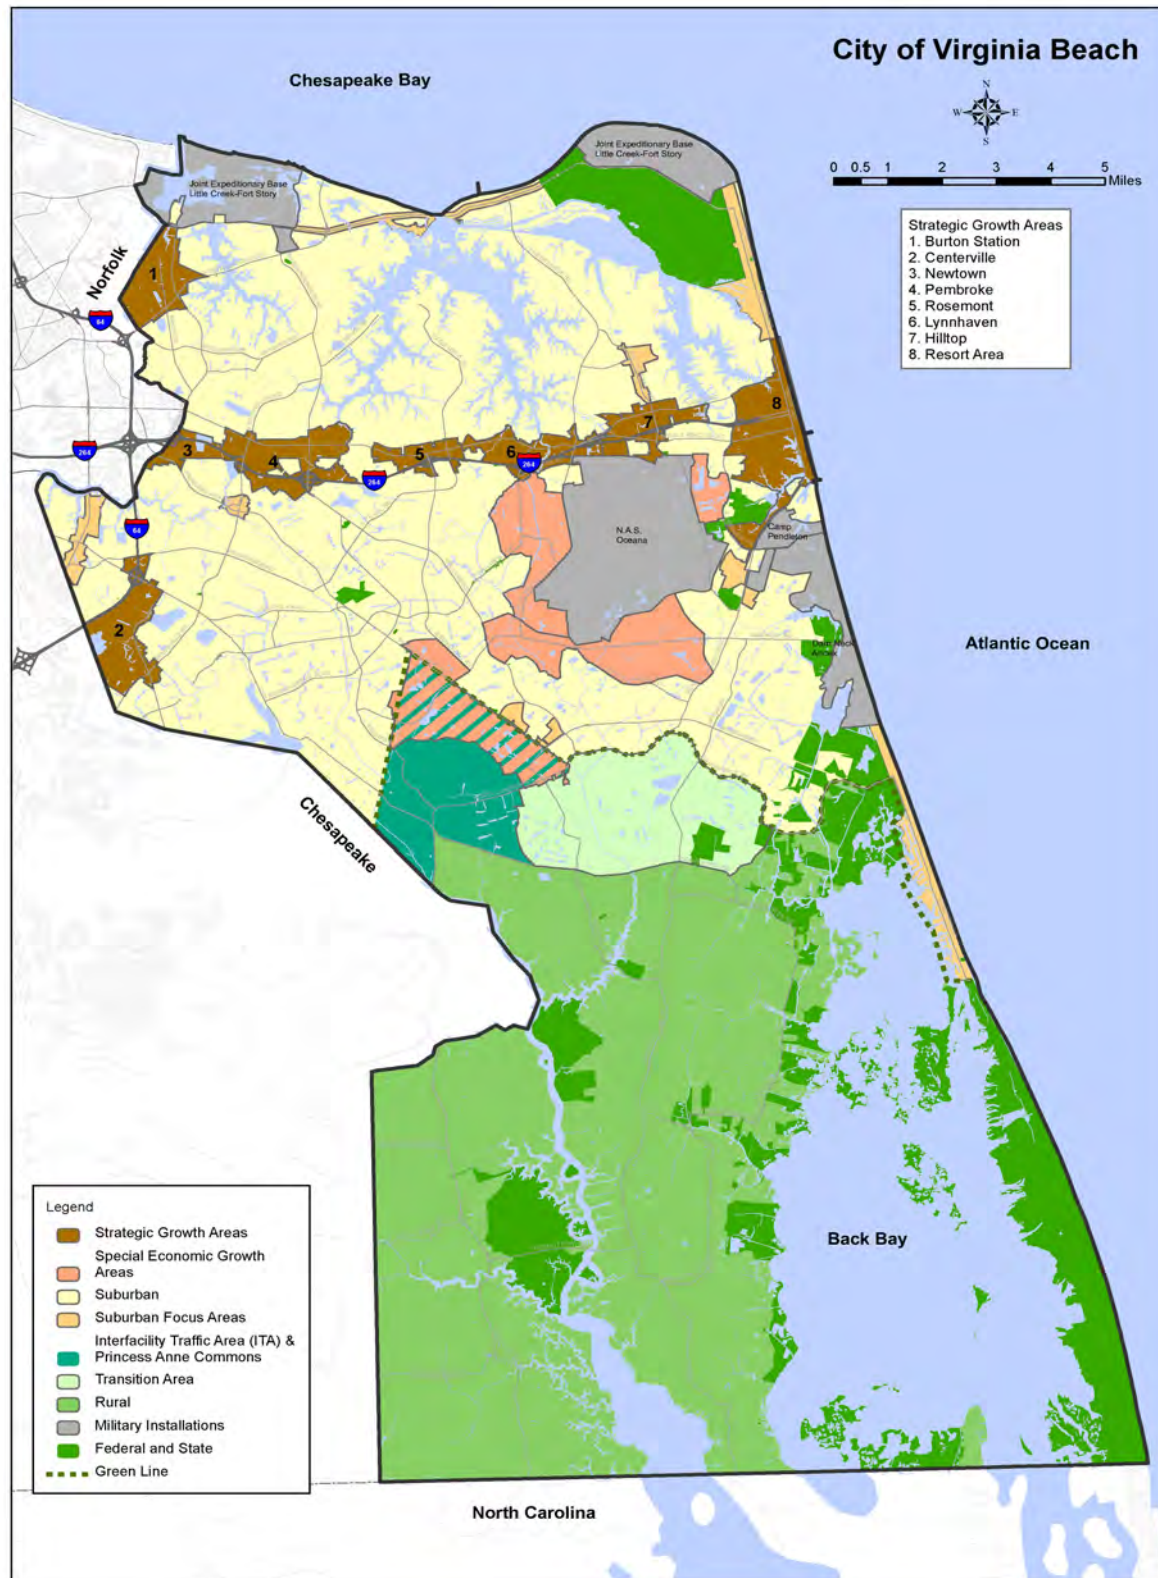 City of Virginia Beach
Chesapeake Bay
N
W E
S
0 0.5 1 2 3 4 5
Miles
Joint Expeditionary Base
Little Creek-Fort Story
Joint Expeditionary Base
Little Creek-Fort Story
Strategic Growth Areas
1. Burton Station
2. Centerville
3. Newtown
4. Pembroke
5. Rosemont
6. Lynnhaven
7. Hilltop
8. Resort Area
Norfolk
1
64
8
7
264
3
4
5
6
264
264
64
N.A.S.
Oceana
Camp
Pendleton
2
Dam Neck
Annex
Atlantic Ocean
Chesapeake
Back Bay
Legend
Strategic Growth Areas
Special Economic Growth
Areas
Suburban
Suburban Focus Areas
Interfacility Traffic Area (ITA) &
Princess Anne Commons
Transition Area
Rural
Military Installations
Federal and State
Green Line
North Carolina